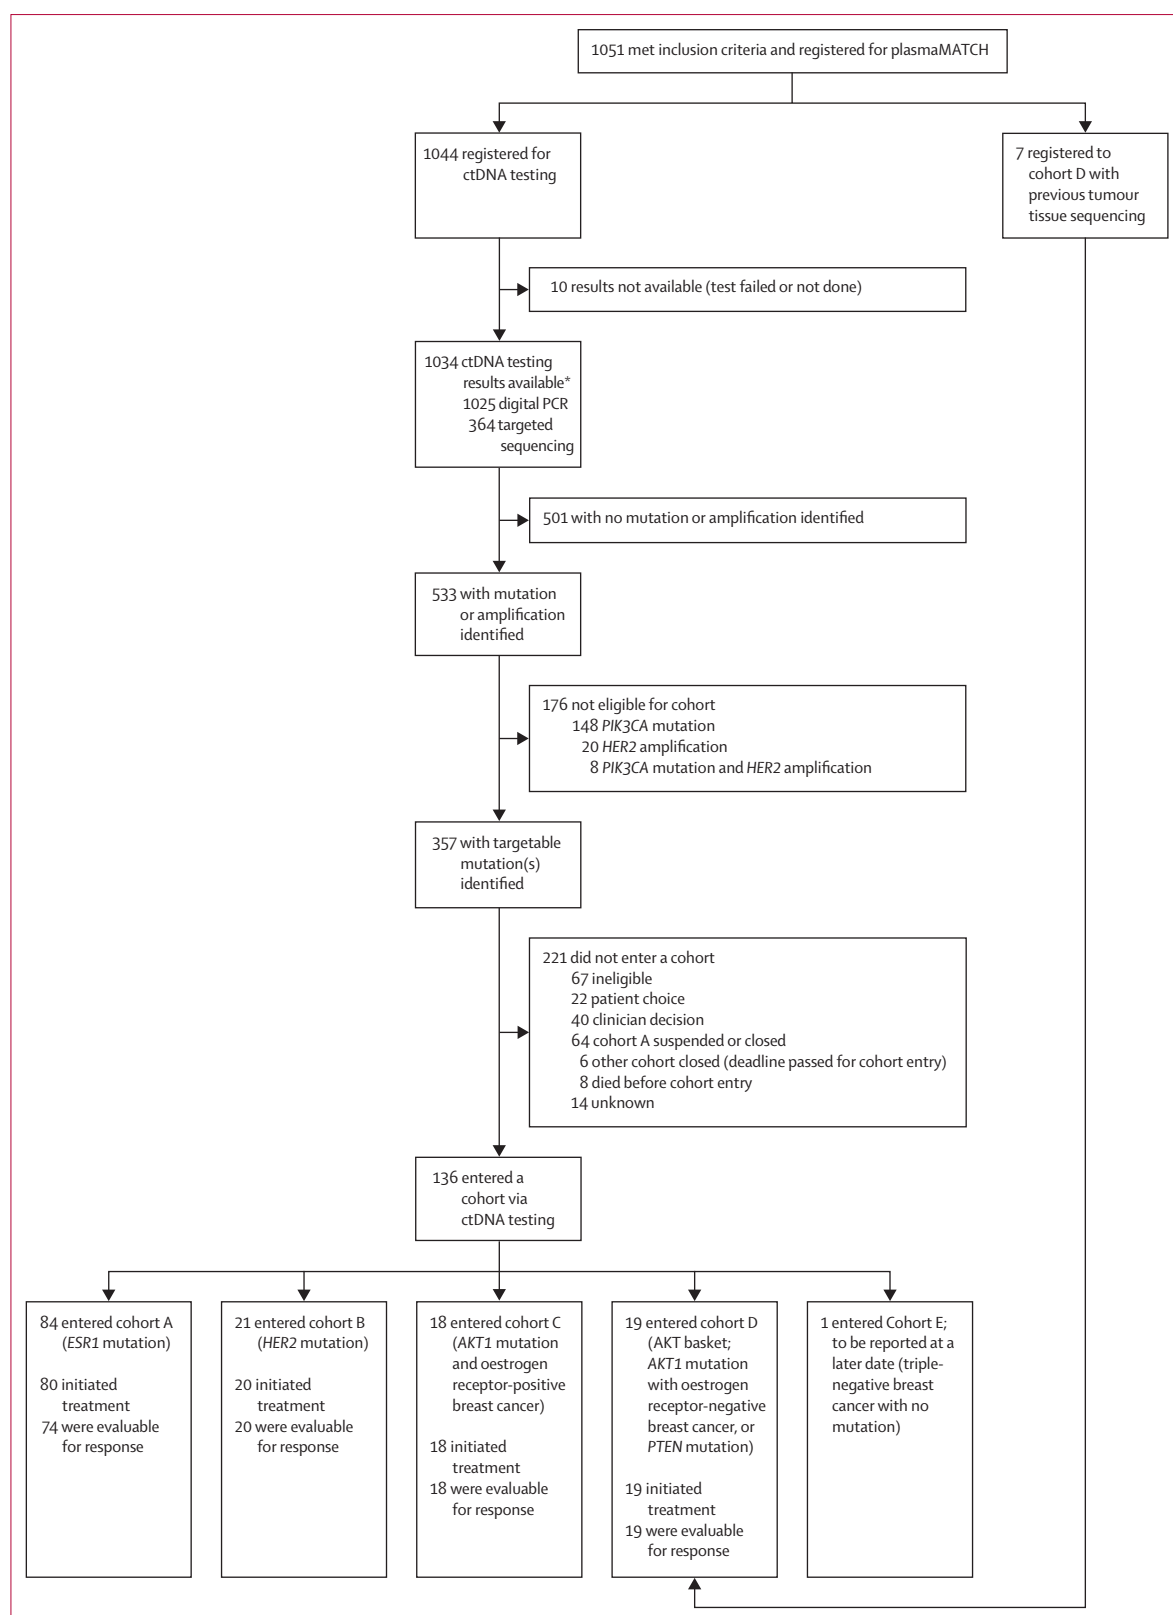 1051 met inclusion criteria and registered for plasmaMATCH
1044 registered for
ctDNA testing
7 registered to
cohort D with
previous tumour
tissue sequencing
10 results not available (test failed or not done)
1034 ctDNA testing
results available*
1025 digital PCR
364 targeted
sequencing
501 with no mutation or amplification identified
533 with mutation
or amplification
identified
176 not eligible for cohort
148 PIK3CA mutation
20 HER2 amplification
8 PIK3CA mutation and HER2 amplification
357 with targetable
mutation(s)
identified
221 did not enter a cohort
67 ineligible
22 patient choice
40 clinician decision
64 cohort A suspended or closed
6 other cohort closed (deadline passed for cohort entry)
8 died before cohort entry
14 unknown
136 entered a
cohort via
ctDNA testing
84 entered cohort A
(ESR1 mutation)
80 initiated
treatment
74 were evaluable
for response
21 entered cohort B
(HER2 mutation)
20 initiated
treatment
20 were evaluable
for response
18 entered cohort C
(AKT1 mutation
and oestrogen
receptor-positive
breast cancer)
18 initiated
treatment
18 were evaluable
for response
19 entered cohort D
(AKT basket;
AKT1 mutation
with oestrogen
receptor-negative
breast cancer, or
PTEN mutation)
19 initiated
treatment
19 were evaluable
for response
1 entered Cohort E;
to be reported at a
later date (triple-
negative breast
cancer with no
mutation)